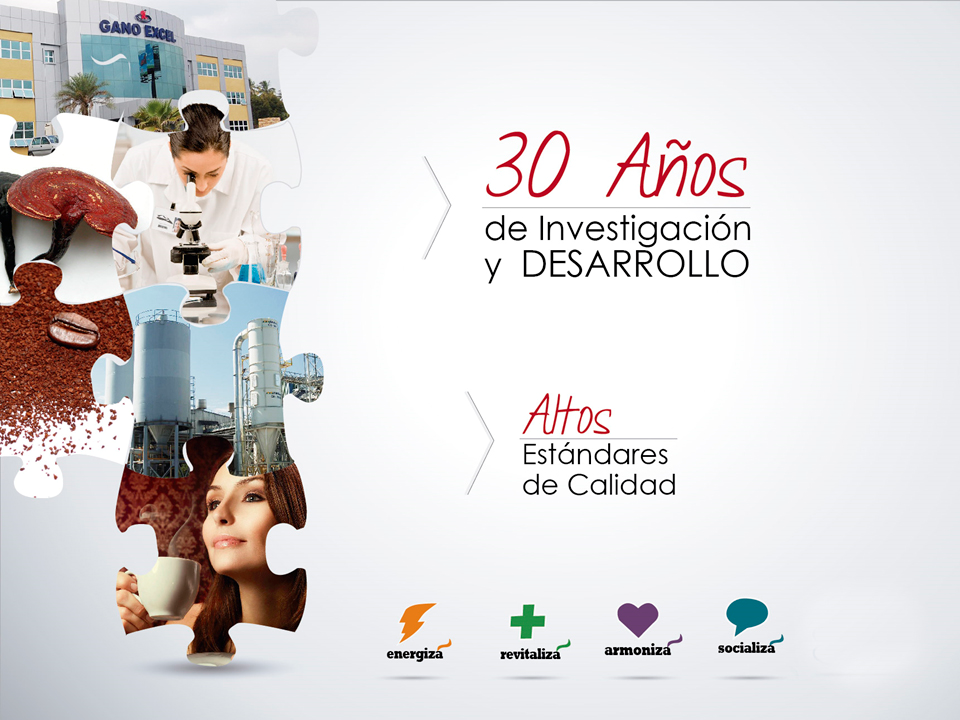 GANO EXCEL
30 Años
de Investigación
y DESARROLLO
Altos
Estándares
de Calidad
energiza
revitaliza
armoniza
socializa